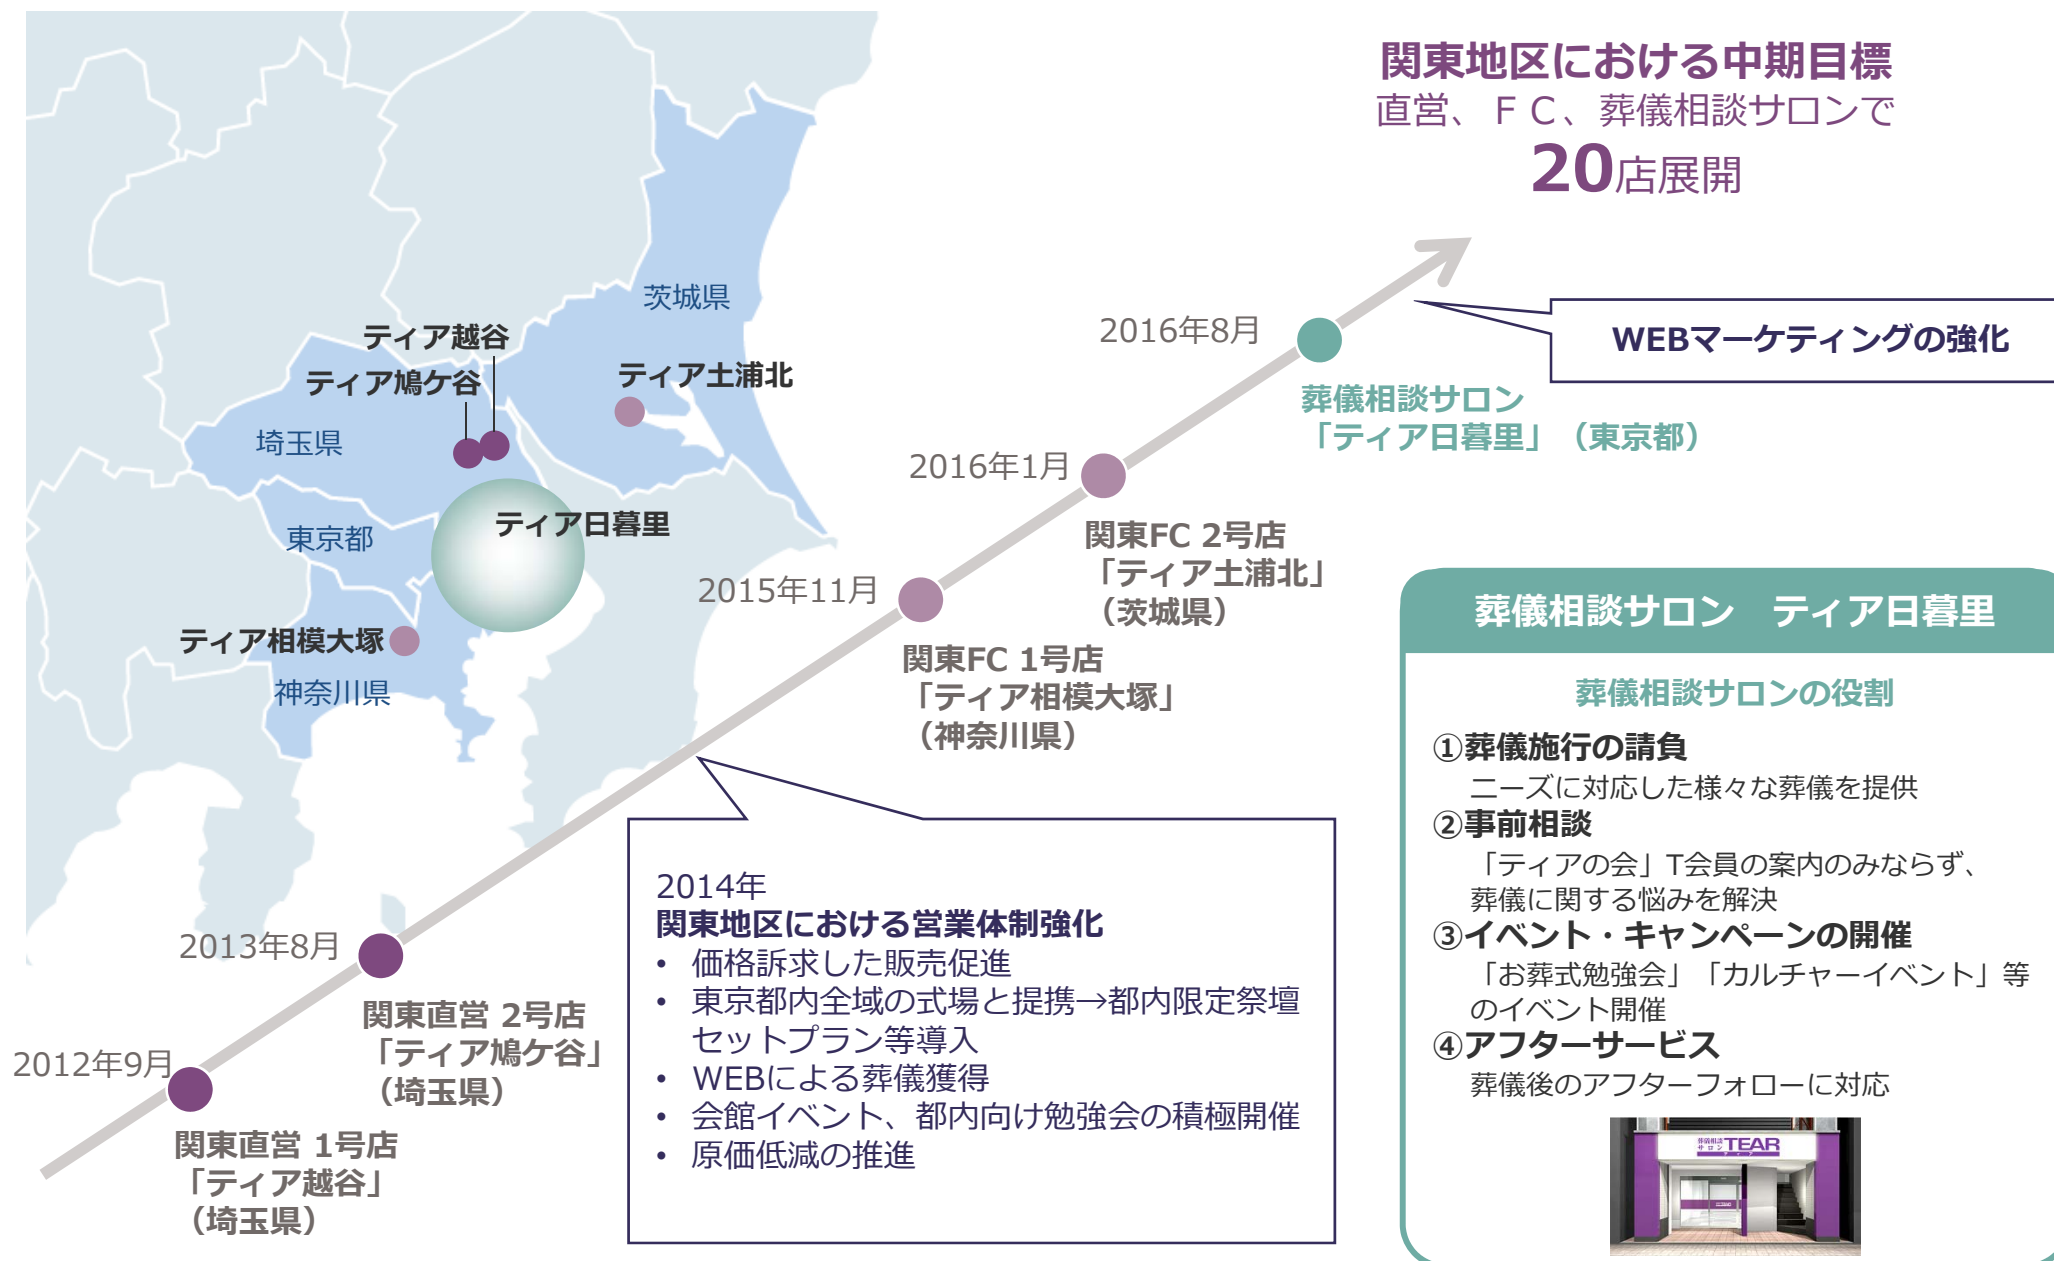 関東地区における中期目標
直営、ＦＣ、葬儀相談サロンで
20店展開
茨城県
ティア越谷
ティア鳩ケ谷
ティア土浦北
埼玉県
東京都
ティア日暮里
ティア相模大塚
神奈川県
WEBマーケティングの強化
2016年8月
葬儀相談サロン
「ティア日暮里」（東京都）
2016年1月
関東FC 2号店
「ティア土浦北」
（茨城県）
2015年11月
関東FC 1号店
「ティア相模大塚」
（神奈川県）
2013年8月
関東直営 2号店
「ティア鳩ケ谷」
（埼玉県）
2012年9月
関東直営 1号店
「ティア越谷」
（埼玉県）
2014年
関東地区における営業体制強化
• 価格訴求した販売促進
• 東京都内全域の式場と提携→都内限定祭壇
セットプラン等導入
• WEBによる葬儀獲得
• 会館イベント、都内向け勉強会の積極開催
• 原価低減の推進
葬儀相談サロン　ティア日暮里
葬儀相談サロンの役割
①葬儀施行の請負
ニーズに対応した様々な葬儀を提供
②事前相談
「ティアの会」T会員の案内のみならず、
葬儀に関する悩みを解決
③イベント・キャンペーンの開催
「お葬式勉強会」「カルチャーイベント」等
のイベント開催
④アフターサービス
葬儀後のアフターフォローに対応
葬儀相談
サロン TEAR
ティア